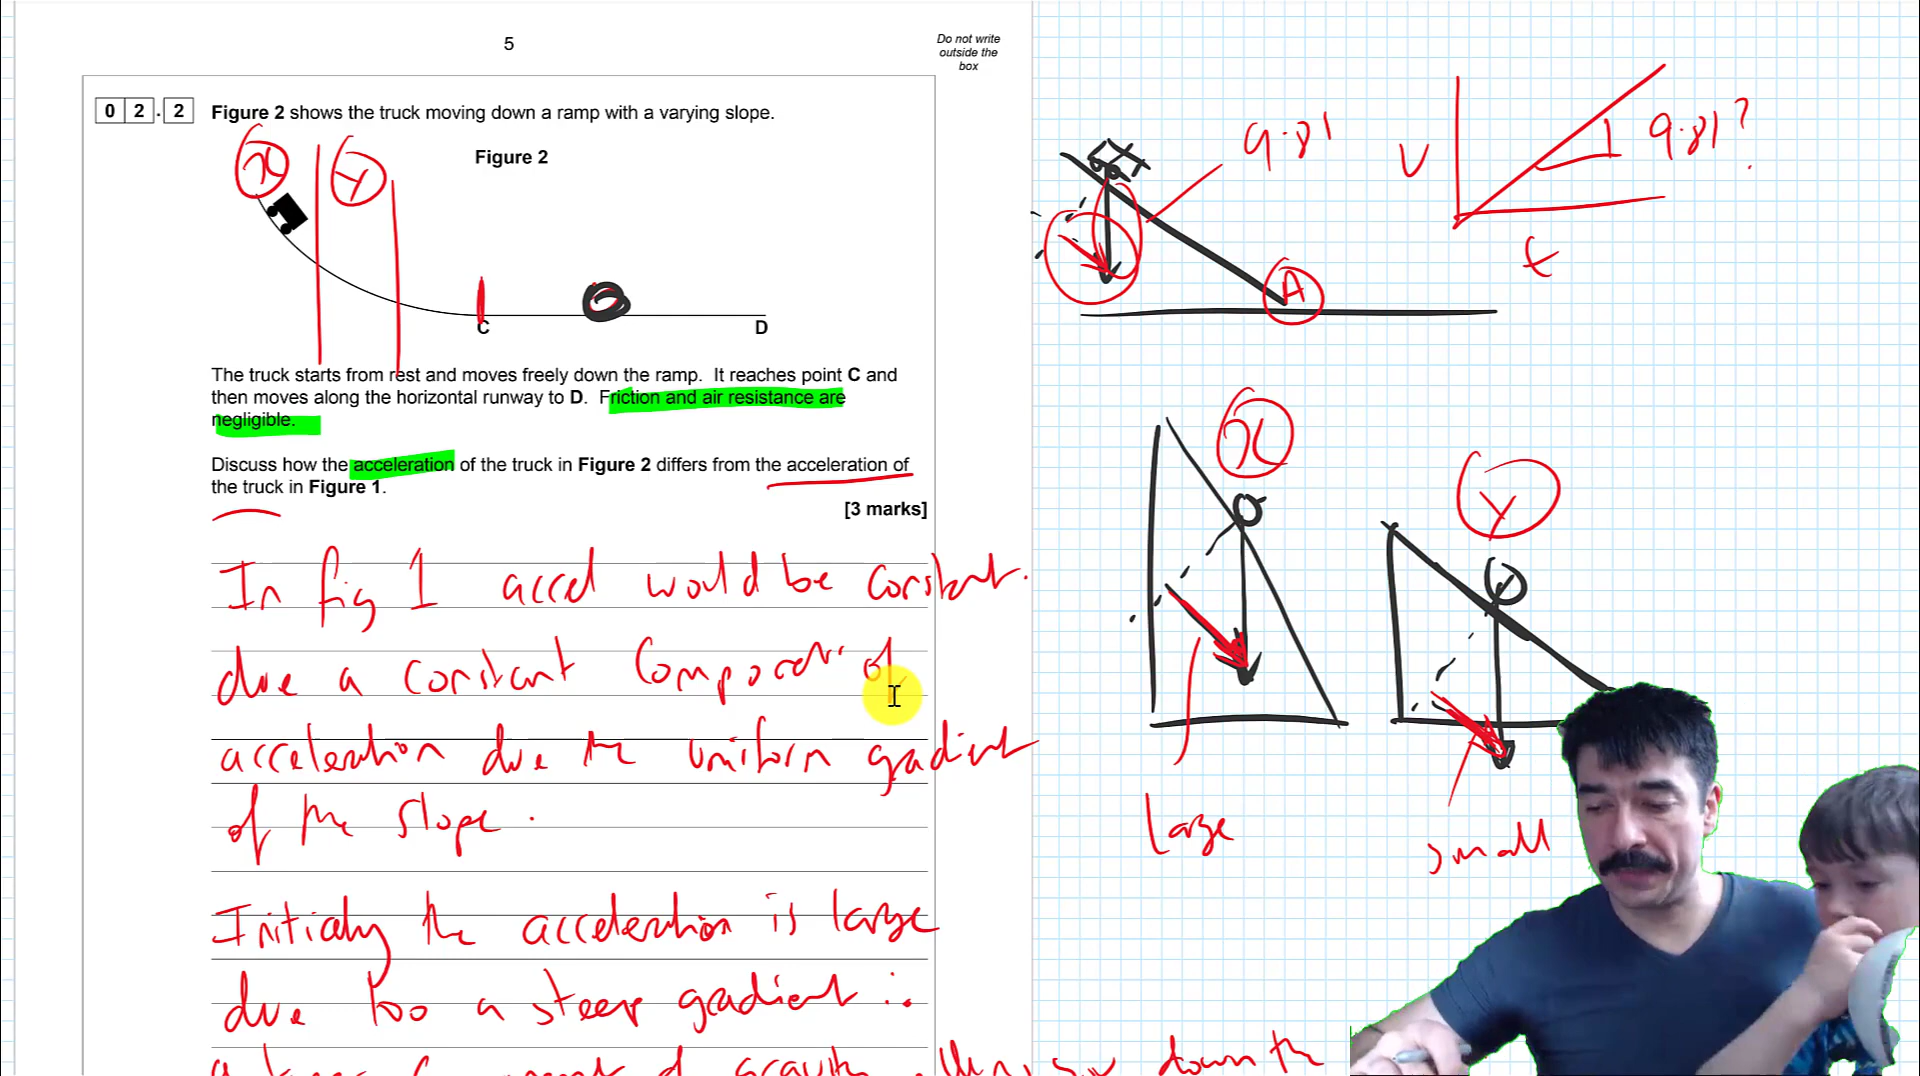 5
Do not write
outside the
box
0 2 . 2 Figure 2 shows the truck moving down a ramp with a varying slope.
Figure 2
x Y
C
D
The truck starts from rest and moves freely down the ramp. It reaches point C and
then moves along the horizontal runway to D. Friction and air resistance are
negligible.
Discuss how the acceleration of the truck in Figure 2 differs from the acceleration of
the truck in Figure 1.
[3 marks]
In fig 1 accel would be constant.
due a constant of
acceleration due the uniform gradient
of the slope.
Initialy the acceleration is large
due too a steep gradient ∴
gravity down the
9.81
A
V
9.81?
t
x
Y
large
small